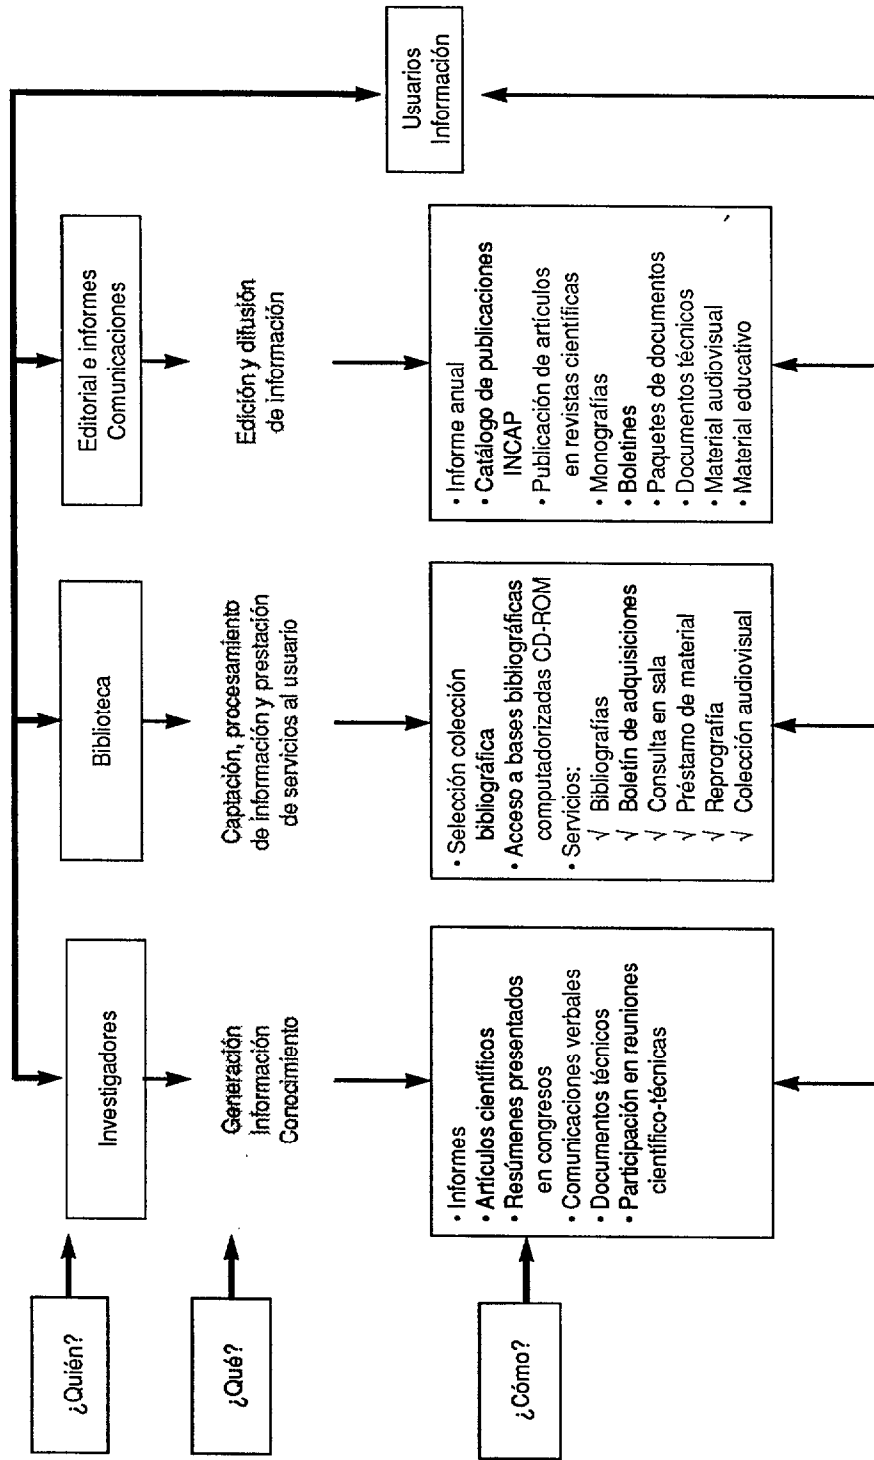 ¿Quién?
Investigadores
Biblioteca
Editorial e informes
Comunicaciones
Usuarios
Información
¿Qué?
Generación
Información
Conocimiento
Captación, procesamiento
de información y prestación
de servicios al usuario
Edición y difusión
de información
¿Cómo?
• Informes
• Artículos científicos
• Resúmenes presentados
en congresos
• Comunicaciones verbales
• Documentos técnicos
• Participación en reuniones
científico-técnicas
• Selección colección
bibliográfica
• Acceso a bases bibliográficas
computadorizadas CD-ROM
• Servicios:
√ Bibliografías
√ Boletín de adquisiciones
√ Consulta en sala
√ Préstamo de material
√ Reprografía
√ Colección audiovisual
• Informe anual
• Catálogo de publicaciones
INCAP
• Publicación de artículos
en revistas científicas
• Monografías
• Boletines
• Paquetes de documentos
• Documentos técnicos
• Material audiovisual
• Material educativo